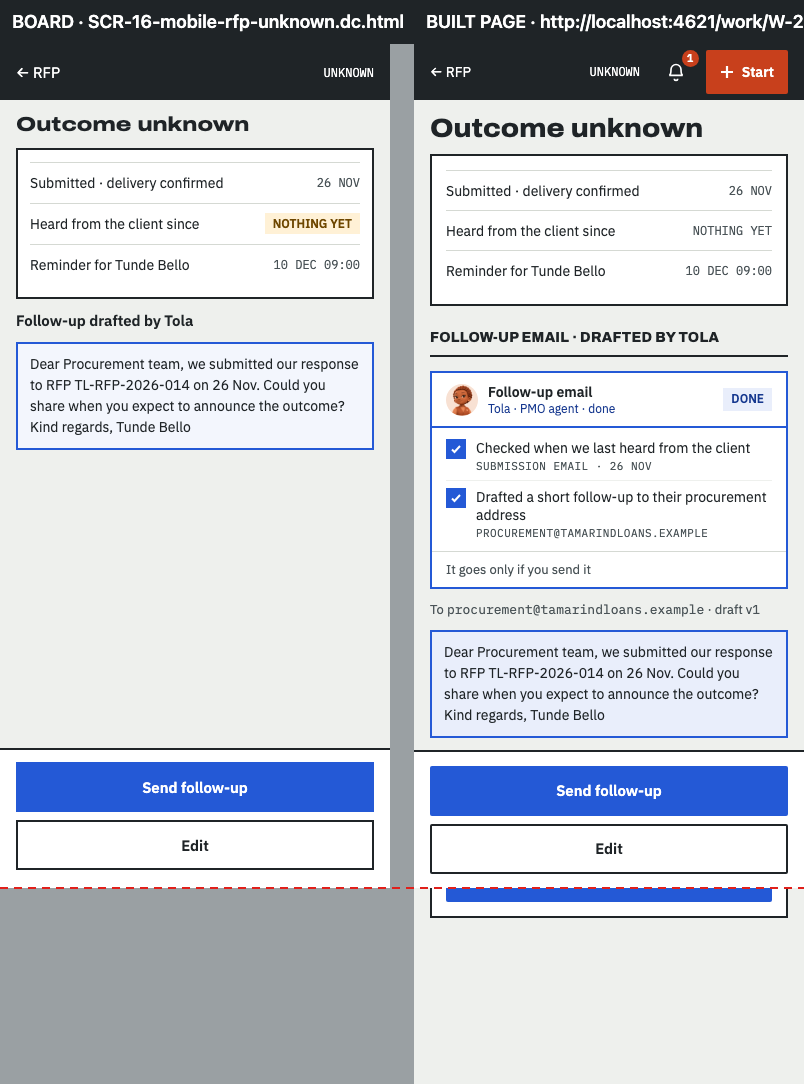 BOARD · SCR-16-mobile-rfp-unknown.dc.html
← RFP
UNKNOWN
Outcome unknown
Submitted · delivery confirmed
26 NOV
Heard from the client since
NOTHING YET
Reminder for Tunde Bello
10 DEC 09:00
Follow-up drafted by Tola
Dear Procurement team, we submitted our response
to RFP TL-RFP-2026-014 on 26 Nov. Could you
share when you expect to announce the outcome?
Kind regards, Tunde Bello
Send follow-up
Edit
BUILT PAGE · http://localhost:4621/work/W-2
← RFP
UNKNOWN
1
+ Start
Outcome unknown
Submitted · delivery confirmed
26 NOV
Heard from the client since
NOTHING YET
Reminder for Tunde Bello
10 DEC 09:00
FOLLOW-UP EMAIL · DRAFTED BY TOLA
Follow-up email
Tola · PMO agent · done
DONE
Checked when we last heard from the client
SUBMISSION EMAIL · 26 NOV
Drafted a short follow-up to their procurement
address
PROCUREMENT@TAMARINDLOANS.EXAMPLE
It goes only if you send it
To procurement@tamarindloans.example · draft v1
Dear Procurement team, we submitted our response
to RFP TL-RFP-2026-014 on 26 Nov. Could you
share when you expect to announce the outcome?
Kind regards, Tunde Bello
Send follow-up
Edit